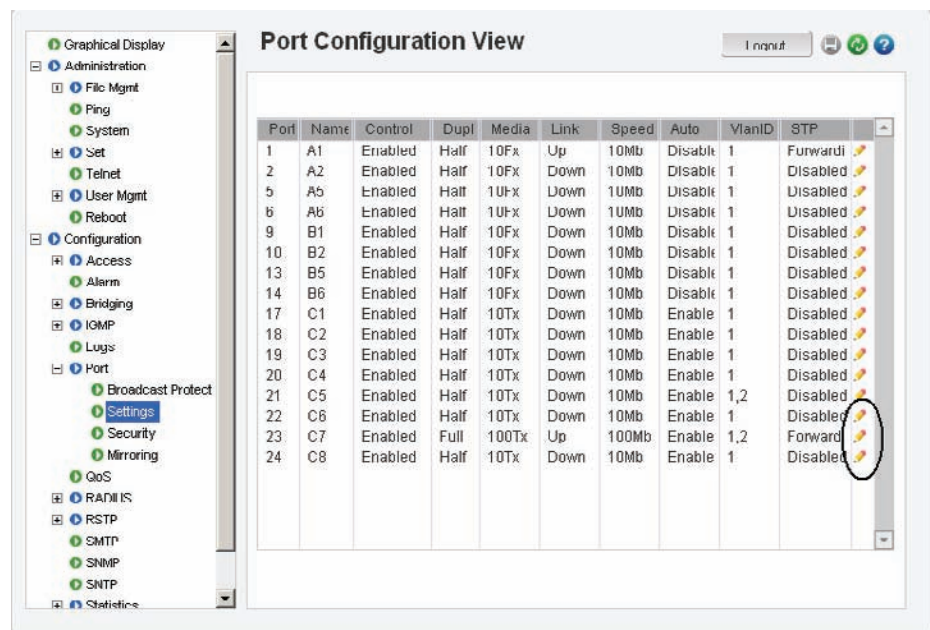 Graphical Display
Administration
File Mgmt
Ping
System
Set
Telnet
User Mgmt
Reboot
Configuration
Access
Alarm
Bridging
IGMP
Logs
Port
Broadcast Protect
Settings
Security
Mirroring
QoS
RADIUS
RSTP
SMTP
SNMP
SNTP
Statistics
Port Configuration View
Logout
Port Name Control Dupl Media Link Speed Auto VlanID STP
1 A1 Enabled Half 10Fx Up 10Mb Disable 1 Forwardi
2 A2 Enabled Half 10Fx Down 10Mb Disable 1 Disabled
5 A5 Enabled Half 10Fx Down 10Mb Disable 1 Disabled
6 A6 Enabled Half 10Fx Down 10Mb Disable 1 Disabled
9 B1 Enabled Half 10Fx Down 10Mb Disable 1 Disabled
10 B2 Enabled Half 10Fx Down 10Mb Disable 1 Disabled
13 B5 Enabled Half 10Fx Down 10Mb Disable 1 Disabled
14 B6 Enabled Half 10Fx Down 10Mb Disable 1 Disabled
17 C1 Enabled Half 10Tx Down 10Mb Enable 1 Disabled
18 C2 Enabled Half 10Tx Down 10Mb Enable 1 Disabled
19 C3 Enabled Half 10Tx Down 10Mb Enable 1 Disabled
20 C4 Enabled Half 10Tx Down 10Mb Enable 1 Disabled
21 C5 Enabled Half 10Tx Down 10Mb Enable 1,2 Disabled
22 C6 Enabled Half 10Tx Down 10Mb Enable 1 Disabled
23 C7 Enabled Full 100Tx Up 100Mb Enable 1,2 Forwardi
24 C8 Enabled Half 10Tx Down 10Mb Enable 1 Disabled